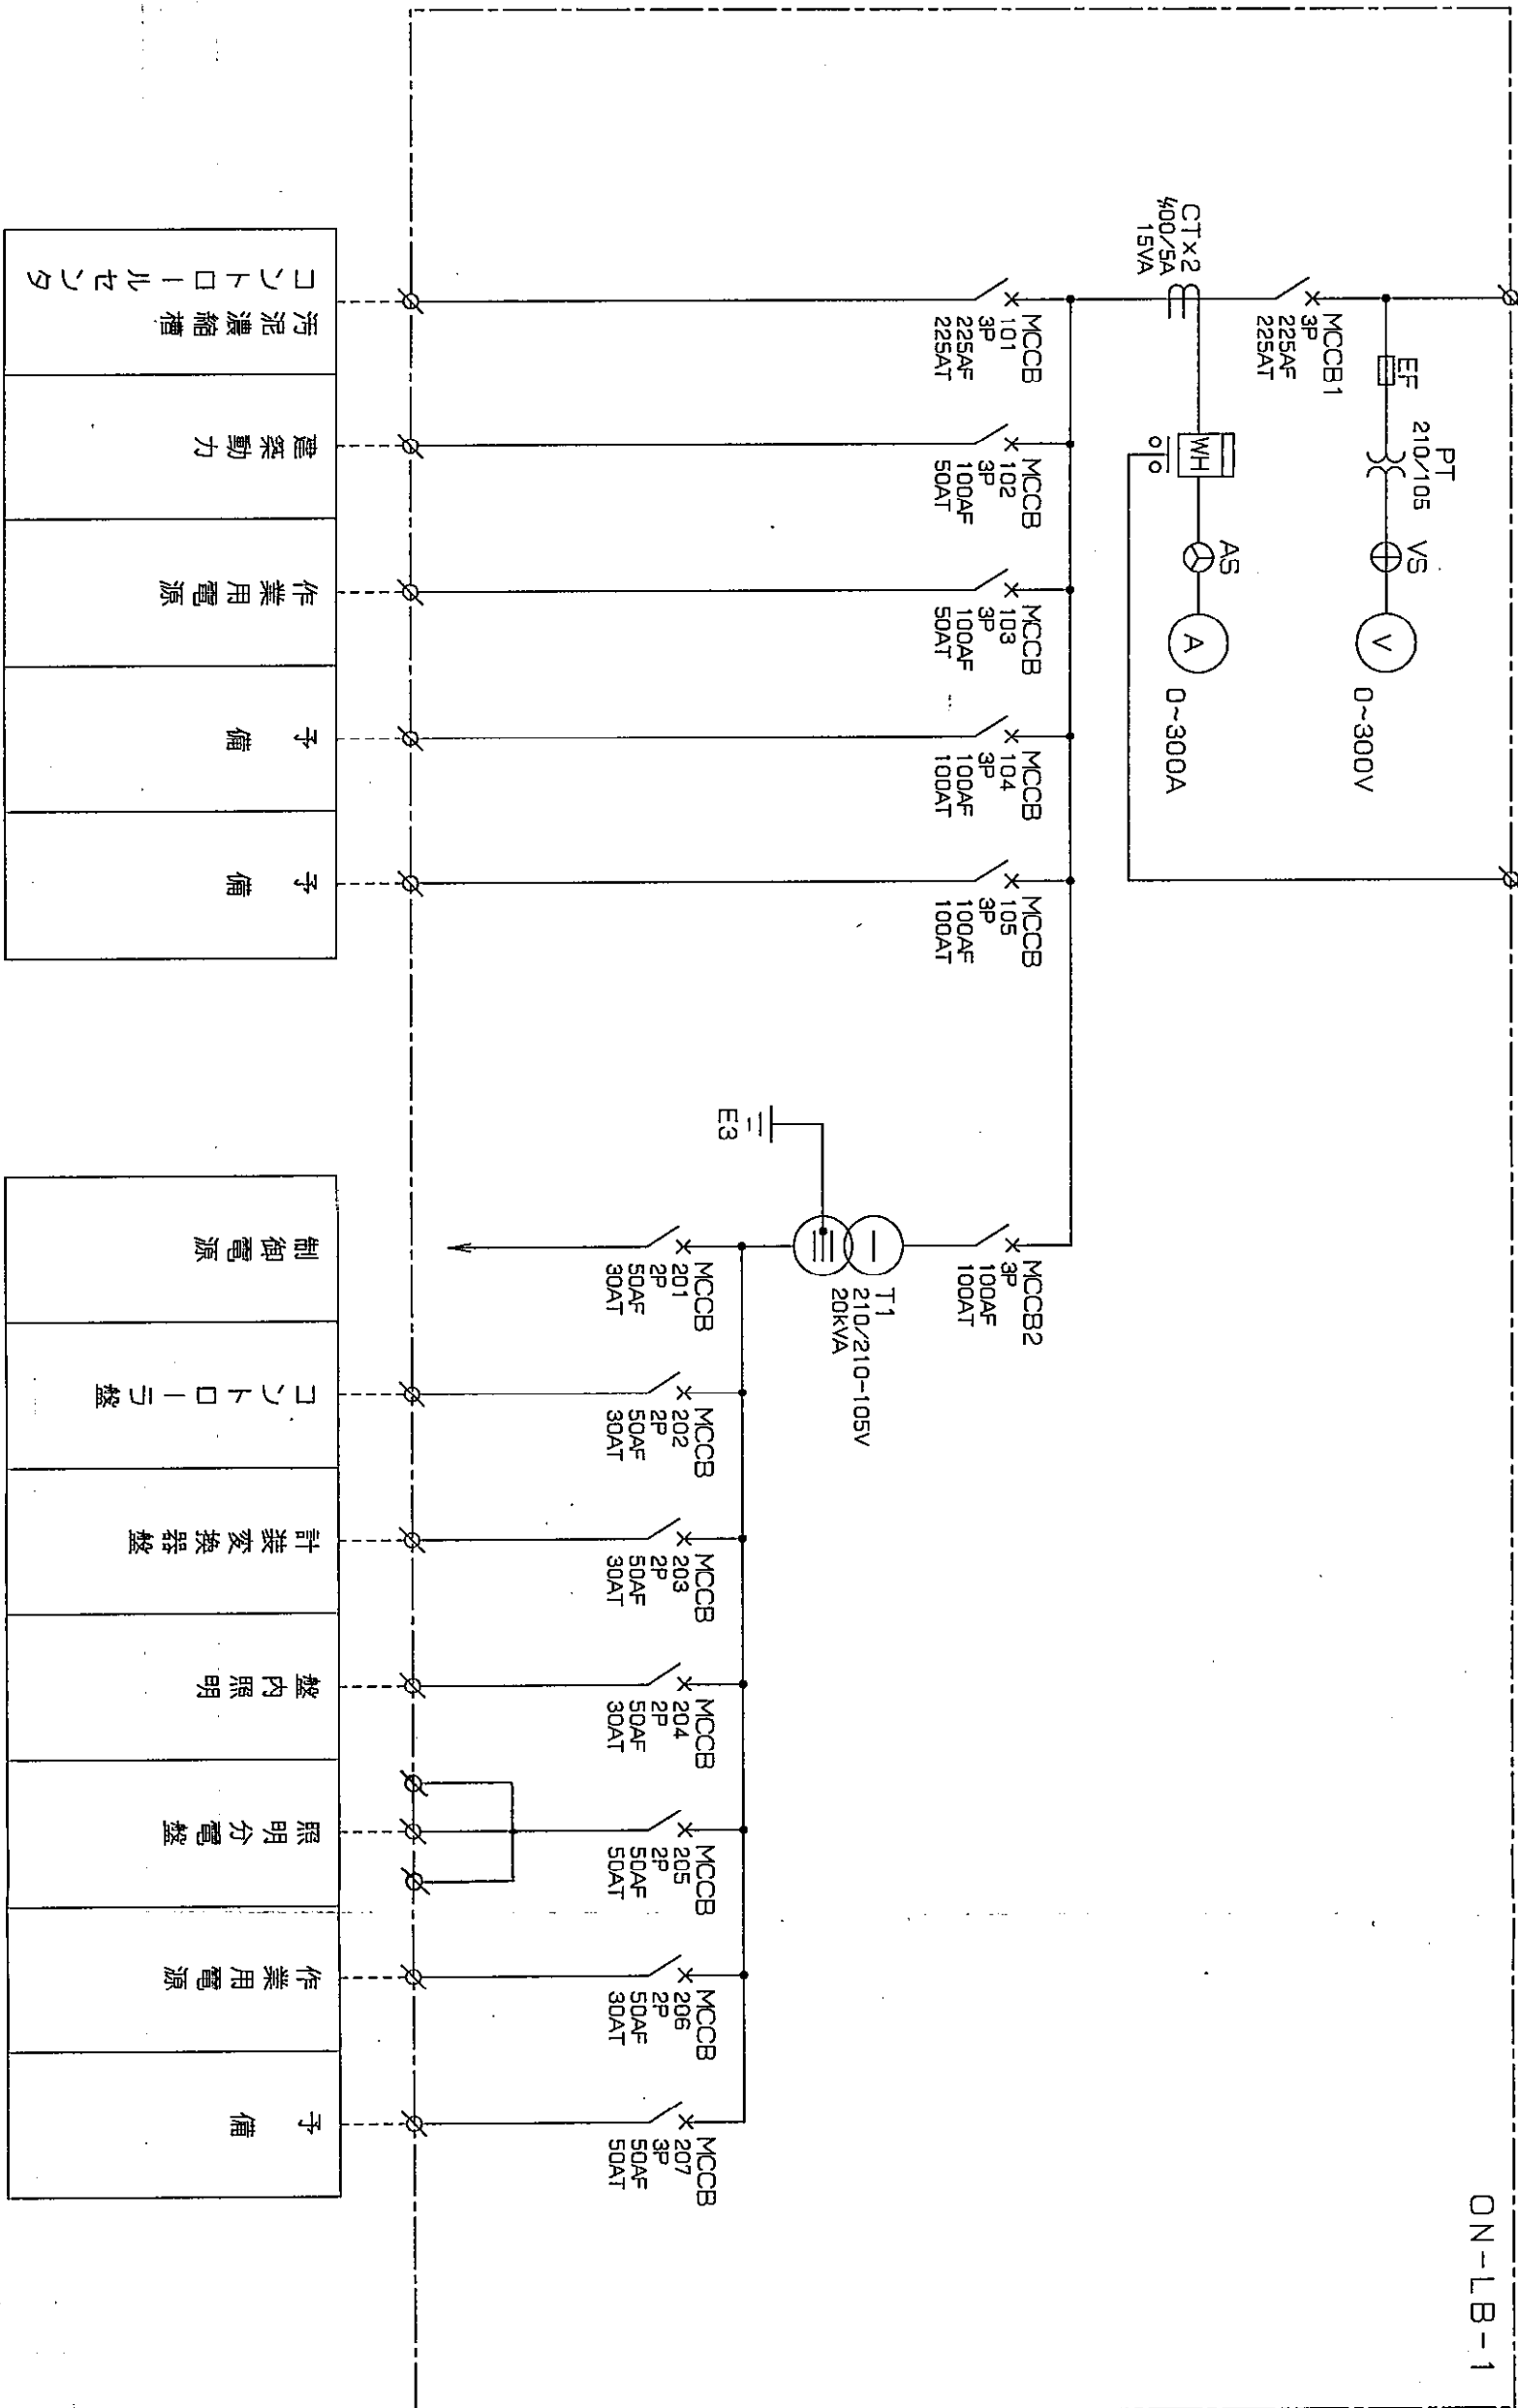 ON-LB-1
EF
PT
210/105
VS
V
0~300V
MCCB1
3P
225AF
225AT
CT×2
400/5A
15VA
WH
AS
A
0~300A
MCCB
101
3P
225AF
225AT
MCCB
102
3P
100AF
50AT
MCCB
103
3P
100AF
50AT
MCCB
104
3P
100AF
100AT
MCCB
105
3P
100AF
100AT
MCCB2
3P
100AF
100AT
T1
210/210-105V
20kVA
E3
MCCB
201
2P
50AF
30AT
MCCB
202
2P
50AF
30AT
MCCB
203
2P
50AF
30AT
MCCB
204
2P
50AF
30AT
MCCB
205
2P
50AF
50AT
MCCB
206
2P
50AF
30AT
MCCB
207
3P
50AF
50AT
汚泥濃縮槽
コントロールセンタ
建築動力
作業用電源
予備
予備
制御電源
コントローラ盤
計装変換器盤
盤内照明
照明分電盤
作業用電源
予備